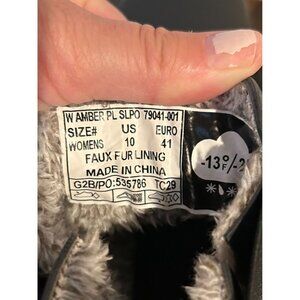 W AMBER PL SLPO 79041-001
SIZE# US EURO
WOMENS 10 41
FAUX FUR LINING
MADE IN CHINA
G2B/PO:535786 TC29
-13°F/-2